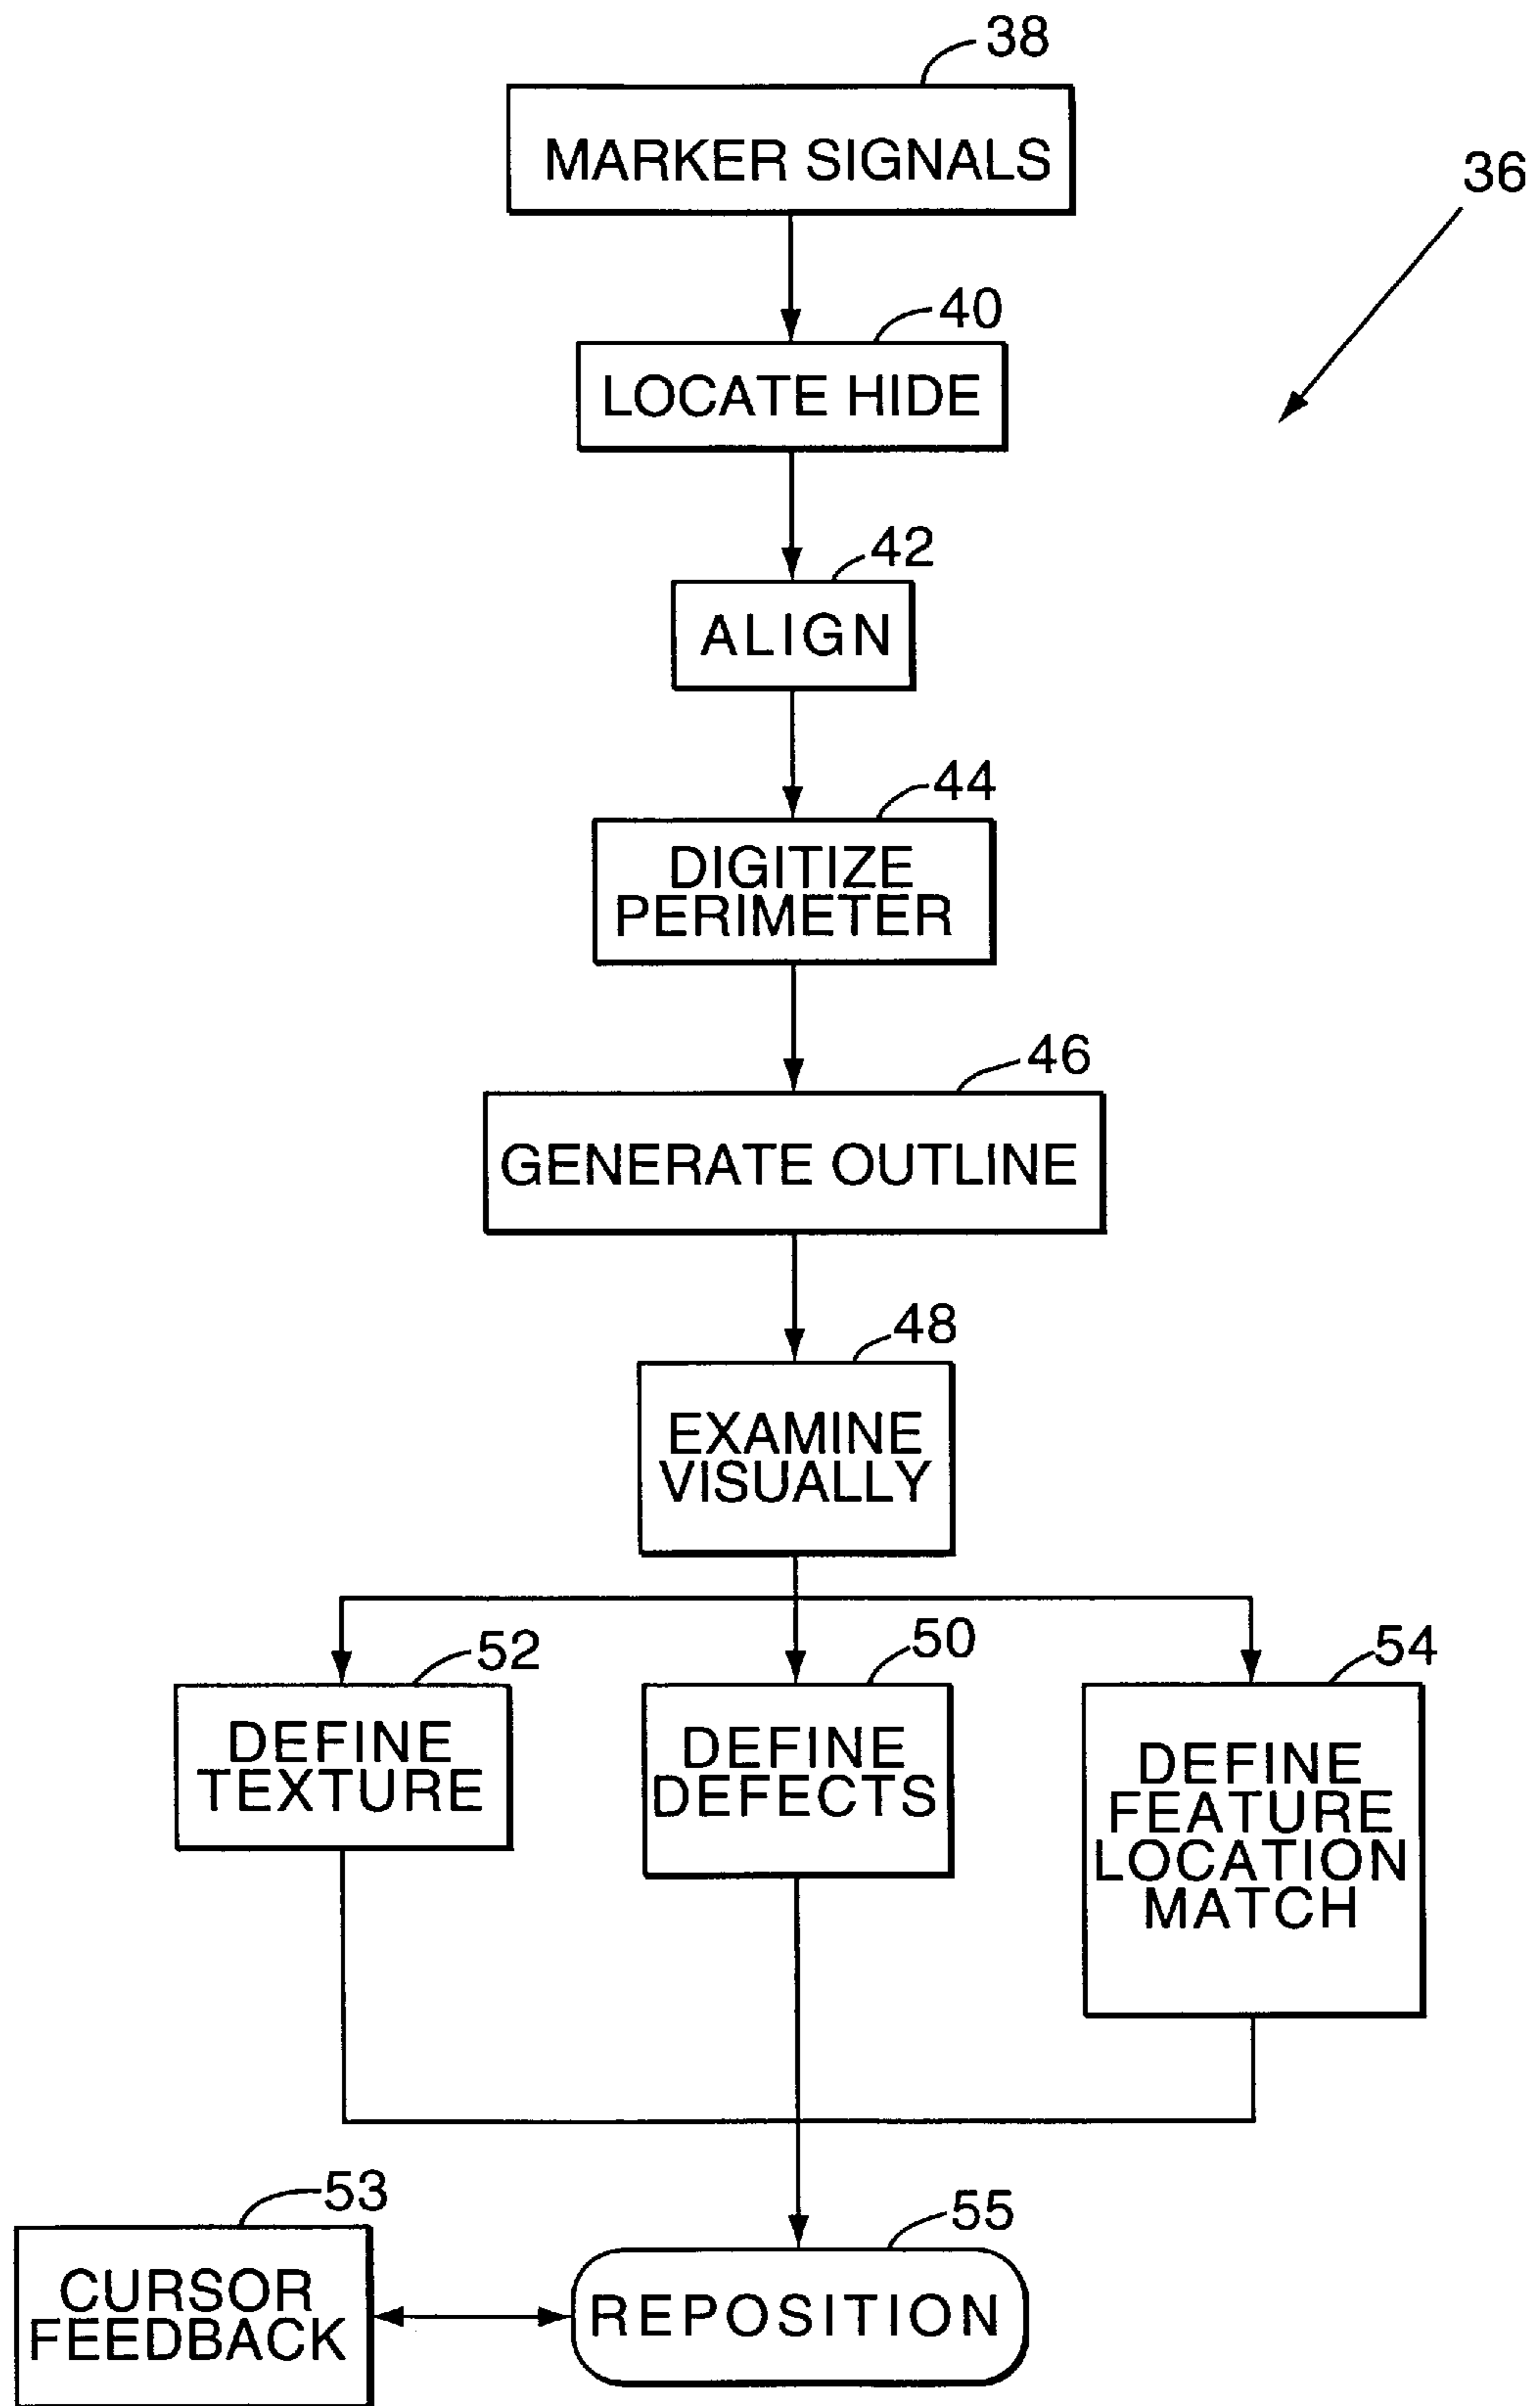 38
MARKER SIGNALS
36
40
LOCATE HIDE
42
ALIGN
44
DIGITIZE
PERIMETER
46
GENERATE OUTLINE
48
EXAMINE
VISUALLY
52
DEFINE
TEXTURE
50
DEFINE
DEFECTS
54
DEFINE
FEATURE
LOCATION
MATCH
53
CURSOR
FEEDBACK
55
REPOSITION